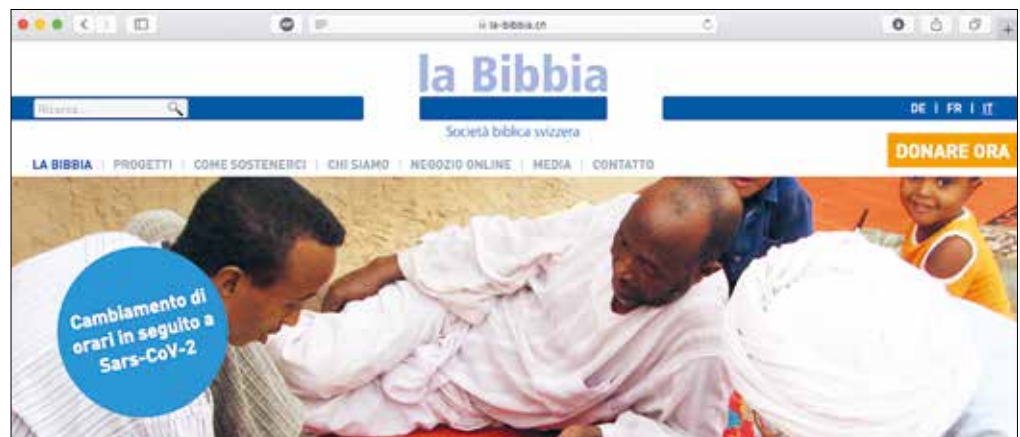 la-bibbia.ch
la Bibbia
Ricerca...
DE | FR | IT
Società biblica svizzera
DONARE ORA
LA BIBBIA | PROGETTI | COME SOSTENERCI | CHI SIAMO | NEGOZIO ONLINE | MEDIA | CONTATTO
Cambiamento di
orari in seguito a
Sars-CoV-2